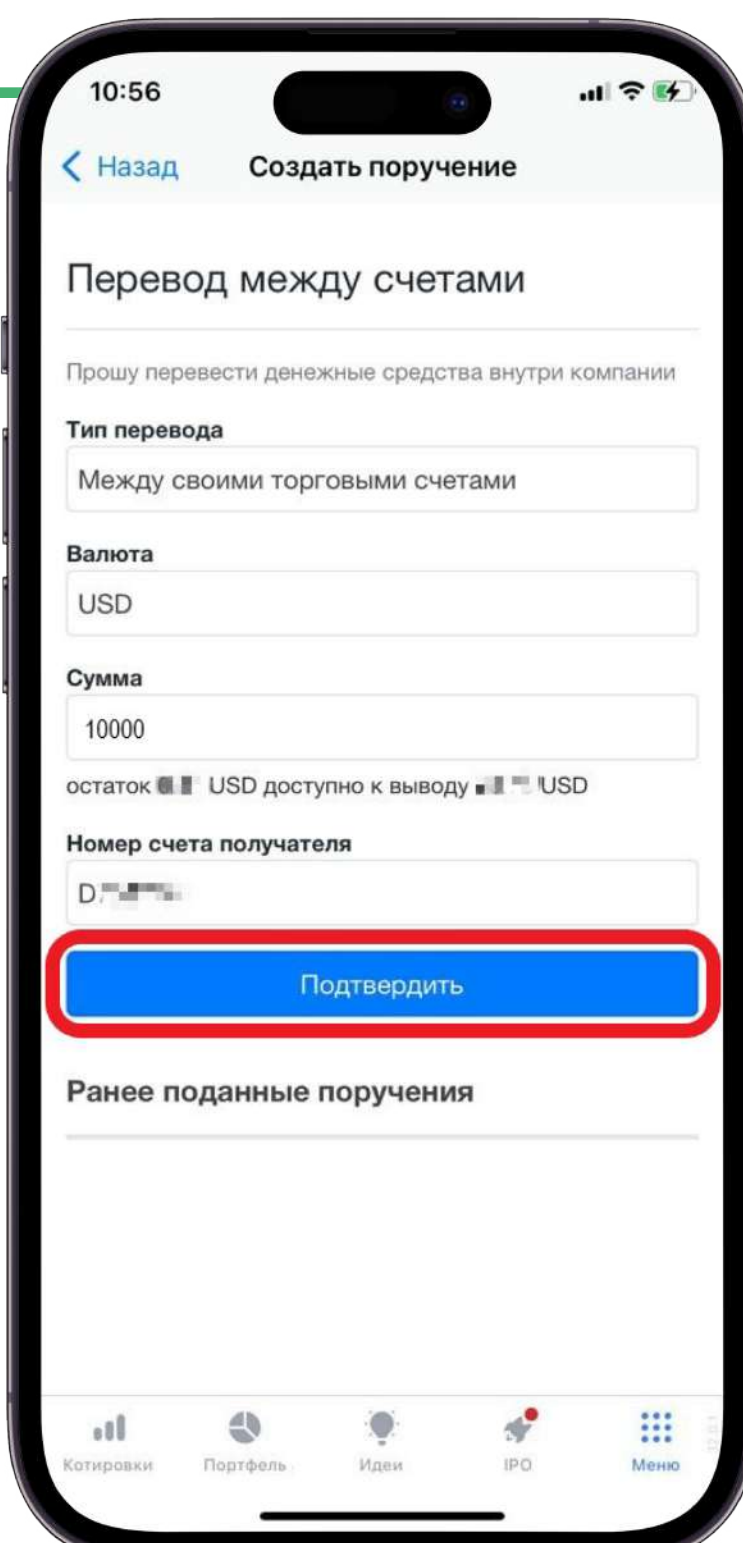 10:56
Назад
Создать поручение
Перевод между счетами
Прошу перевести денежные средства внутри компании
Тип перевода
Между своими торговыми счетами
Валюта
USD
Сумма
10000
остаток USD доступно к выводу USD
Номер счета получателя
D
Подтвердить
Ранее поданные поручения
Котировки Портфель Идеи IPO Меню